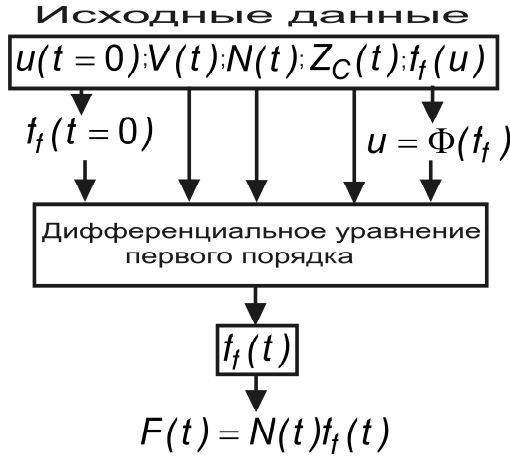 Исходные данные
u(t = 0);V(t);N(t); Z_C(t);f_f(u)
f_f(t = 0)
u = Φ(f_f)
Дифференциальное уравнение
первого порядка
f_f(t)
F(t) = N(t)f_f(t)